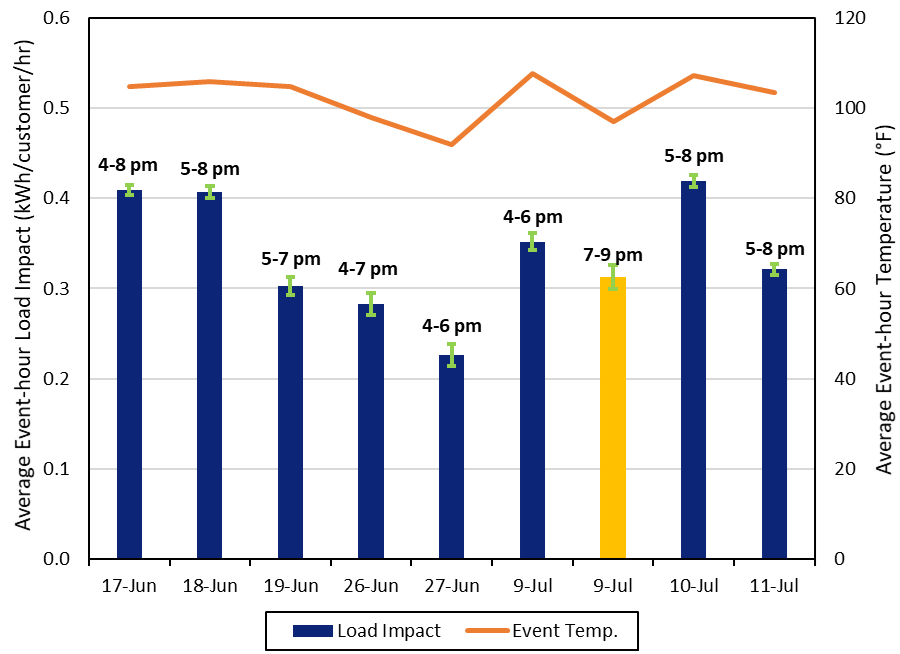 0.6
0.5
0.4
0.3
0.2
0.1
0.0
Average Event-hour Load Impact (kWh/customer/hr)
120
100
80
60
40
20
0
Average Event-hour Temperature (°F)
4-8 pm
5-8 pm
5-7 pm
4-7 pm
4-6 pm
4-6 pm
7-9 pm
5-8 pm
5-8 pm
17-Jun 18-Jun 19-Jun 26-Jun 27-Jun 9-Jul 9-Jul 10-Jul 11-Jul
Load Impact Event Temp.